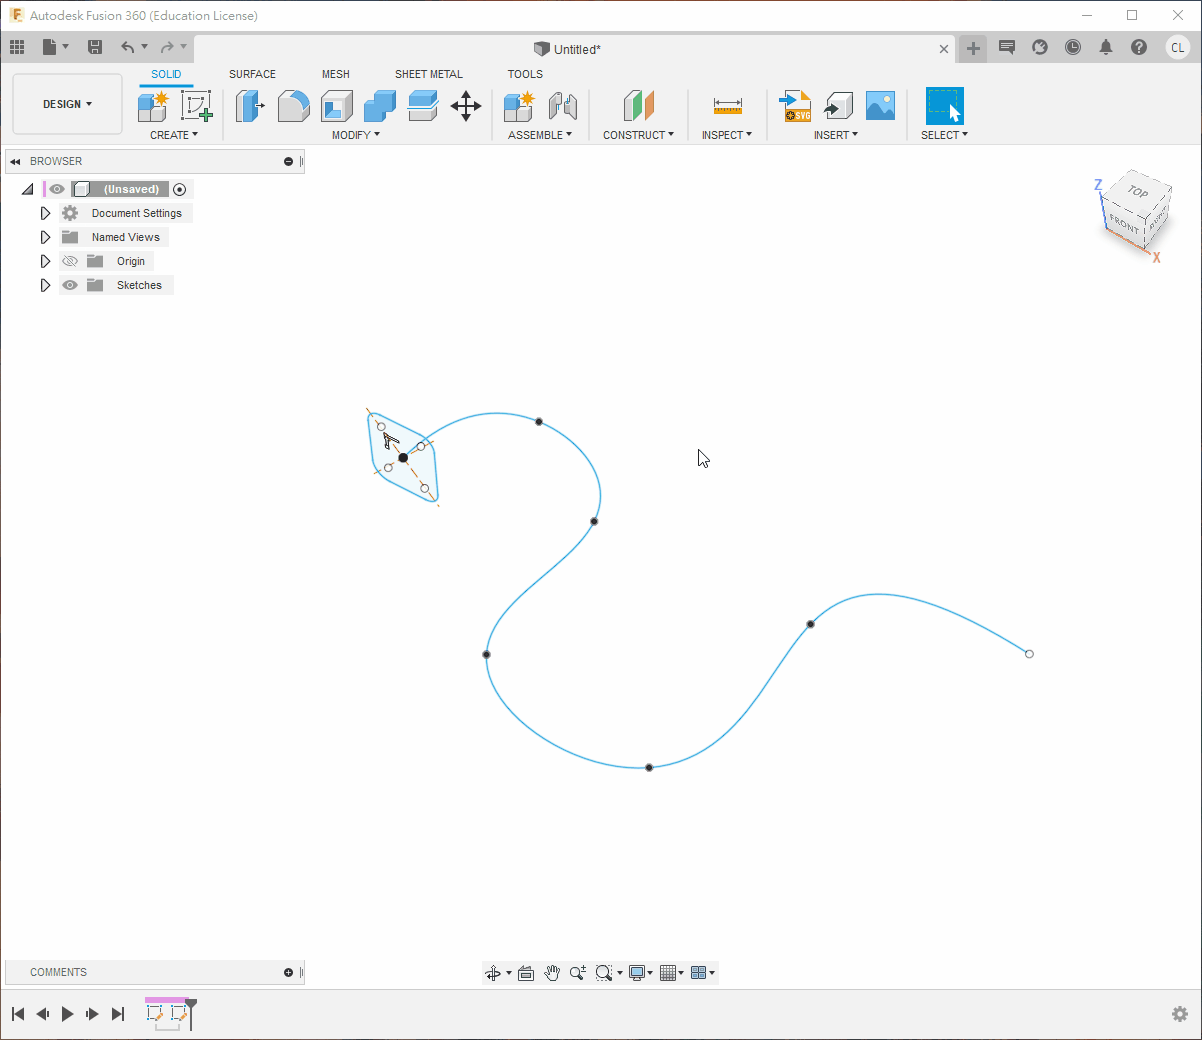 Autodesk Fusion 360 (Education License)
Untitled*
CL
DESIGN
SOLID
SURFACE
MESH
SHEET METAL
TOOLS
CREATE
MODIFY
ASSEMBLE
CONSTRUCT
INSPECT
SVG
INSERT
SELECT
BROWSER
(Unsaved)
Document Settings
Named Views
Origin
Sketches
Z
TOP
FRONT
X
COMMENTS